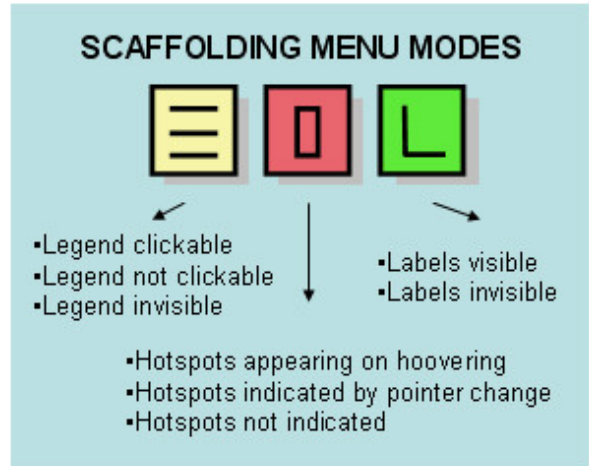 SCAFFOLDING MENU MODES
▪Legend clickable
▪Legend not clickable
▪Legend invisible
▪Labels visible
▪Labels invisible
▪Hotspots appearing on hoovering
▪Hotspots indicated by pointer change
▪Hotspots not indicated